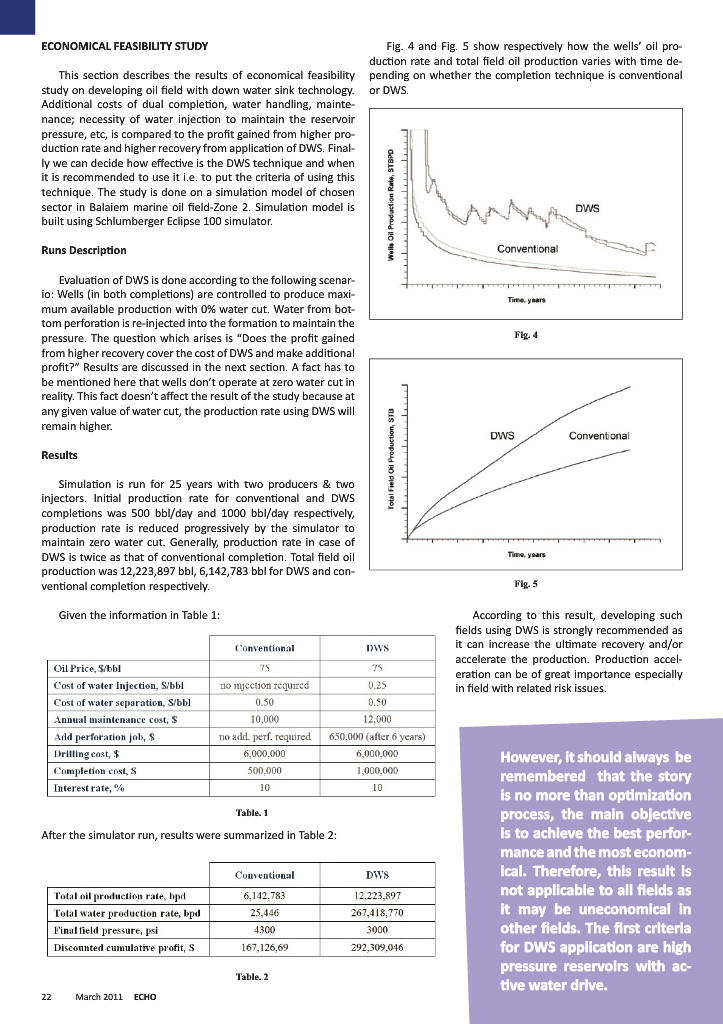 ECONOMICAL FEASIBILITY STUDY
This section describes the results of economical feasibility
study on developing oil field with down water sink technology.
Additional costs of dual completion, water handling, mainte-
nance; necessity of water injection to maintain the reservoir
pressure, etc, is compared to the profit gained from higher pro-
duction rate and higher recovery from application of DWS. Final-
ly we can decide how effective is the DWS technique and when
it is recommended to use it i.e. to put the criteria of using this
technique. The study is done on a simulation model of chosen
sector in Balaiem marine oil field-Zone 2. Simulation model is
built using Schlumberger Eclipse 100 simulator.
Runs Description
Evaluation of DWS is done according to the following scenar-
io: Wells (in both completions) are controlled to produce maxi-
mum available production with 0% water cut. Water from bot-
tom perforation is re-injected into the formation to maintain the
pressure. The question which arises is “Does the profit gained
from higher recovery cover the cost of DWS and make additional
profit?” Results are discussed in the next section. A fact has to
be mentioned here that wells don’t operate at zero water cut in
reality. This fact doesn’t affect the result of the study because at
any given value of water cut, the production rate using DWS will
remain higher.
Results
Simulation is run for 25 years with two producers & two
injectors. Initial production rate for conventional and DWS
completions was 500 bbl/day and 1000 bbl/day respectively,
production rate is reduced progressively by the simulator to
maintain zero water cut. Generally, production rate in case of
DWS is twice as that of conventional completion. Total field oil
production was 12,223,897 bbl, 6,142,783 bbl for DWS and con-
ventional completion respectively.
Given the information in Table 1:
Conventional DWS
Oil Price, $/bbl 75 75
Cost of water Injection, $/bbl no injection required 0.25
Cost of water separation, $/bbl 0.50 0.50
Annual maintenance cost, $ 10,000 12,000
Add perforation job, $ no add. perf. required 650,000 (after 6 years)
Drilling cost, $ 6,000,000 6,000,000
Completion cost, $ 500,000 1,000,000
Interest rate, % 10 10
Table. 1
After the simulator run, results were summarized in Table 2:
Conventional DWS
Total oil production rate, bpd 6,142,783 12,223,897
Total water production rate, bpd 25,446 267,418,770
Final field pressure, psi 4300 3000
Discounted cumulative profit, $ 167,126,69 292,309,046
Table. 2
Fig. 4 and Fig. 5 show respectively how the wells’ oil pro-
duction rate and total field oil production varies with time de-
pending on whether the completion technique is conventional
or DWS.
Wells Oil Production Rate, STBPD
DWS
Conventional
Time, years
Fig. 4
Total Field Oil Production, STB
DWS
Conventional
Time, years
Fig. 5
According to this result, developing such
fields using DWS is strongly recommended as
it can increase the ultimate recovery and/or
accelerate the production. Production accel-
eration can be of great importance especially
in field with related risk issues.
However, it should always be
remembered that the story
is no more than optimization
process, the main objective
is to achieve the best perfor-
mance and the most econom-
ical. Therefore, this result is
not applicable to all fields as
it may be uneconomical in
other fields. The first criteria
for DWS application are high
pressure reservoirs with ac-
tive water drive.
22 March 2011 ECHO